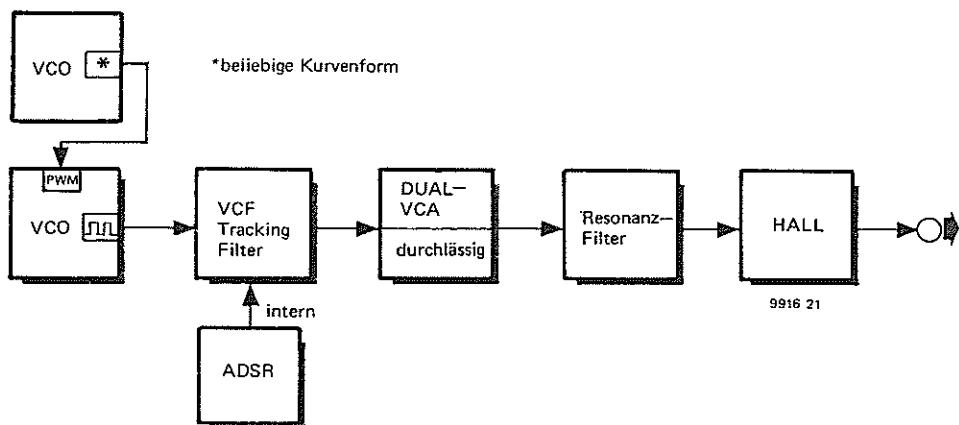 VCO *
*beliebige Kurvenform
PWM
VCO
VCF
Tracking
Filter
DUAL–
VCA
durchlässig
Resonanz–
Filter
HALL
9916 21
intern
ADSR